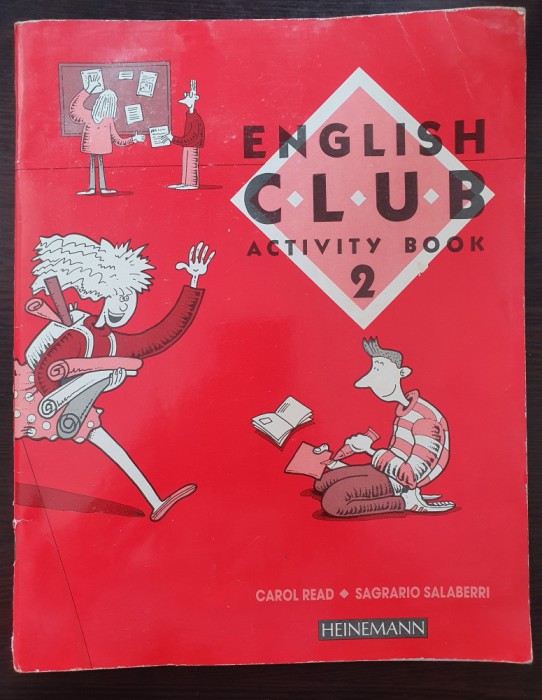 ENGLISH
C·L·U·B
ACTIVITY BOOK
2
CAROL READ ◆ SAGRARIO SALABERRI
HEINEMANN